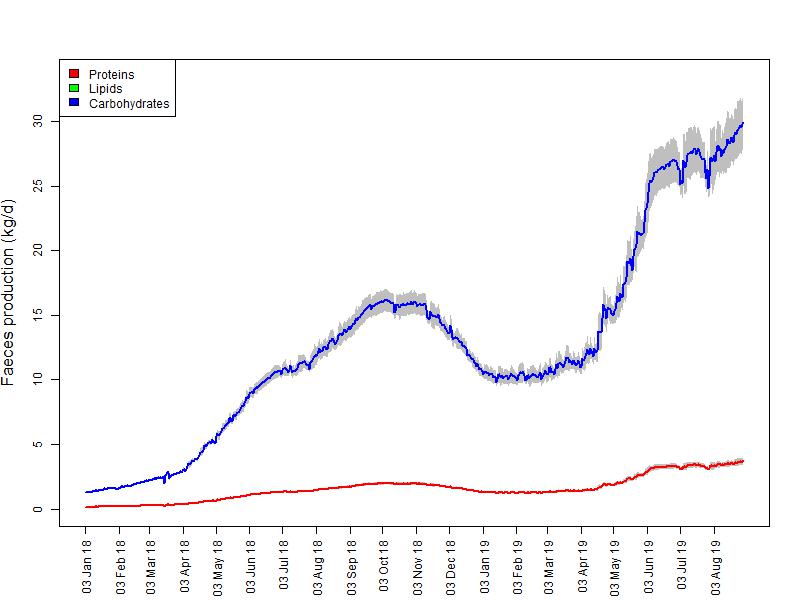 Proteins
Lipids
Carbohydrates
Faeces production (kg/d)
30
25
20
15
10
5
0
03 Jan 18
03 Feb 18
03 Mar 18
03 Apr 18
03 May 18
03 Jun 18
03 Jul 18
03 Aug 18
03 Sep 18
03 Oct 18
03 Nov 18
03 Dec 18
03 Jan 19
03 Feb 19
03 Mar 19
03 Apr 19
03 May 19
03 Jun 19
03 Jul 19
03 Aug 19